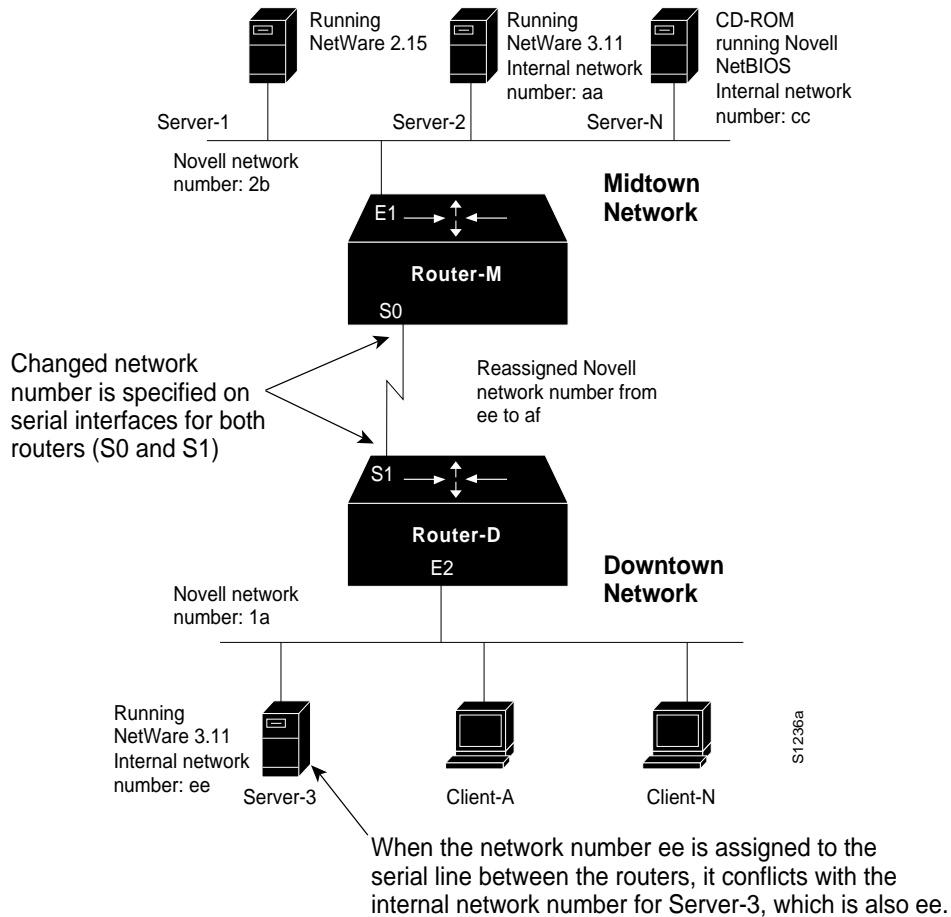 Running
NetWare 2.15
Running
NetWare 3.11
Internal network
number: aa
CD-ROM
running Novell
NetBIOS
Internal network
number: cc
Server-1
Server-2
Server-N
Novell network
number: 2b
Midtown
Network
E1
Router-M
S0
Changed network
number is specified on
serial interfaces for both
routers (S0 and S1)
Reassigned Novell
network number from
ee to af
S1
Router-D
E2
Downtown
Network
Novell network
number: 1a
Running
NetWare 3.11
Internal network
number: ee
Server-3
Client-A
Client-N
S1236a
When the network number ee is assigned to the
serial line between the routers, it conflicts with the
internal network number for Server-3, which is also ee.